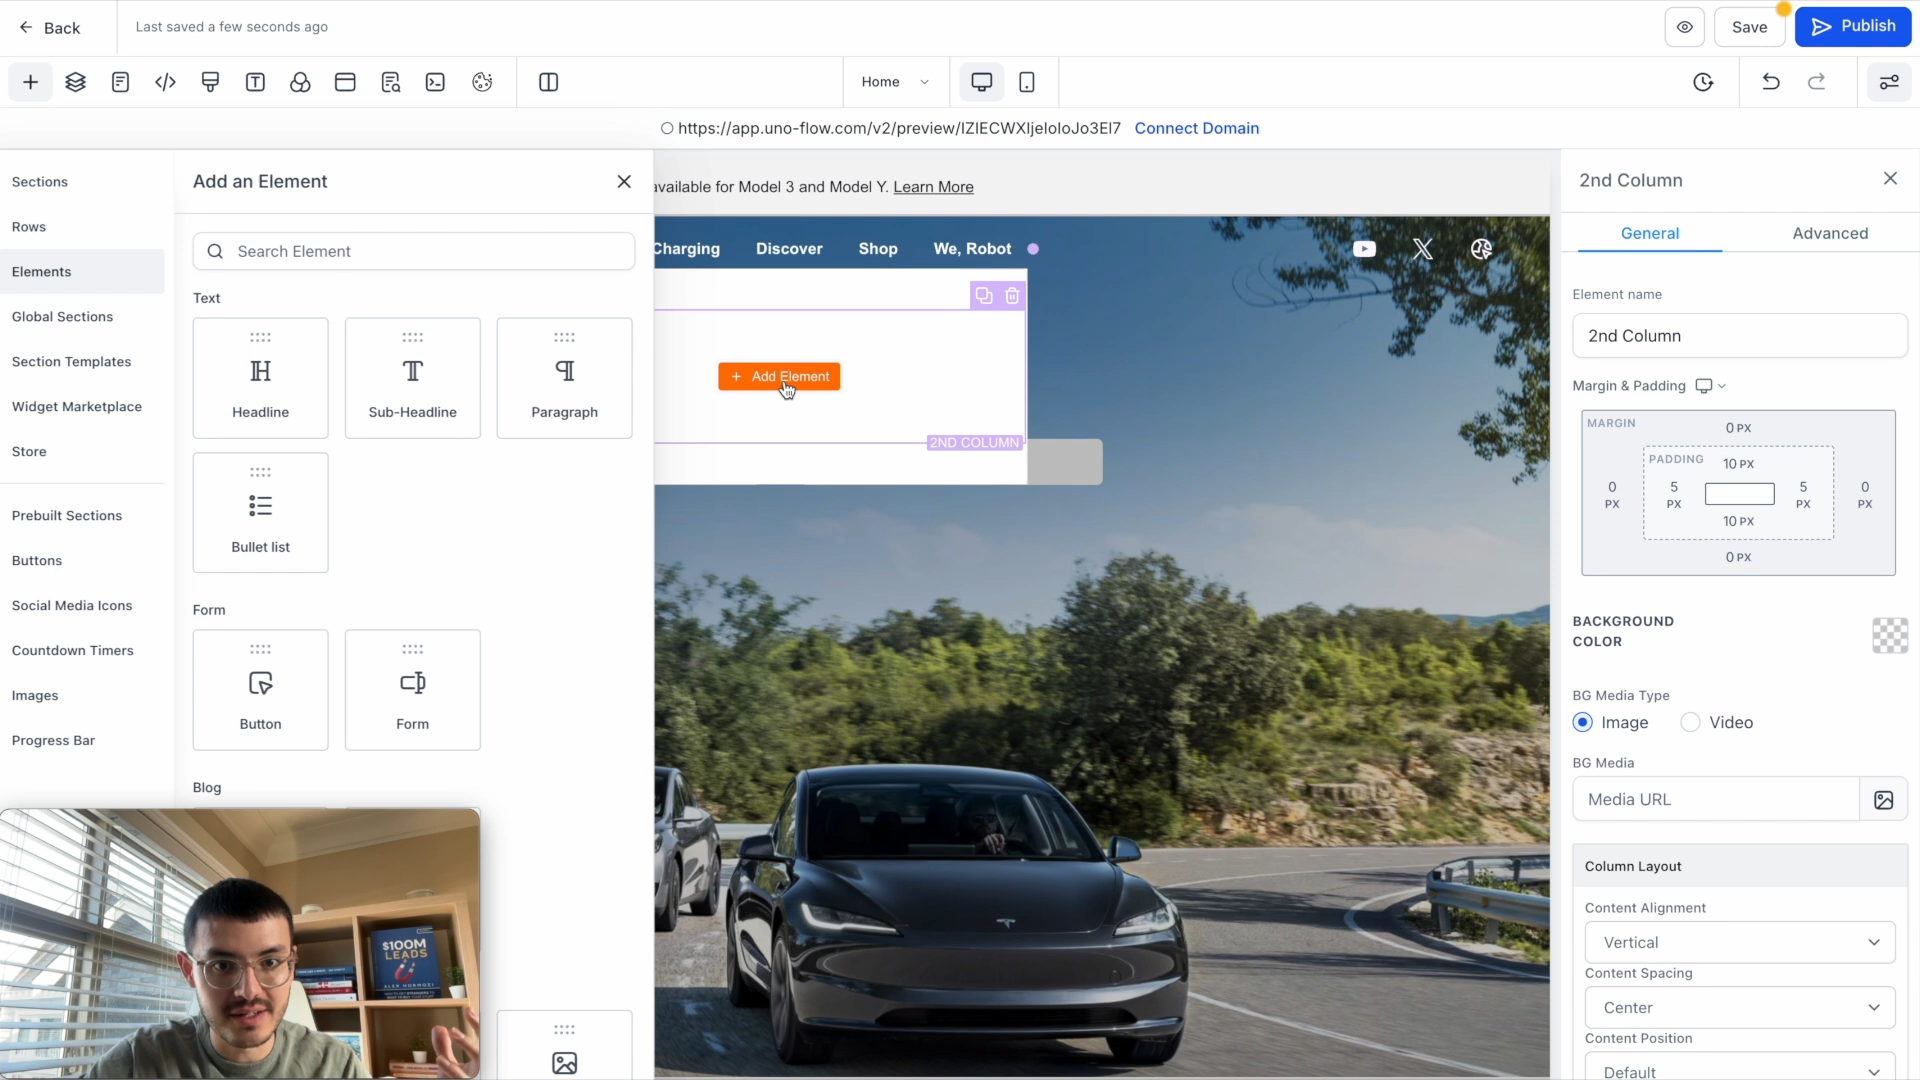 Back
Last saved a few seconds ago
Save
Publish
Home
https://app.uno-flow.com/v2/preview/IZIECWXIjeIoIoJo3EI7 Connect Domain
Sections
Rows
Elements
Global Sections
Section Templates
Widget Marketplace
Store
Prebuilt Sections
Buttons
Social Media Icons
Countdown Timers
Images
Progress Bar
Add an Element
Search Element
Text
Headline
Sub-Headline
Paragraph
Bullet list
Form
Button
Form
Blog
available for Model 3 and Model Y. Learn More
Charging Discover Shop We, Robot
+ Add Element
2ND COLUMN
$100M
LEADS
ALEX HORMOZI
2nd Column
General Advanced
Element name
2nd Column
Margin & Padding
MARGIN
0 PX
PADDING
10 PX
0 PX
5 PX
5 PX
0 PX
10 PX
0 PX
BACKGROUND
COLOR
BG Media Type
Image Video
BG Media
Media URL
Column Layout
Content Alignment
Vertical
Content Spacing
Center
Content Position
Default